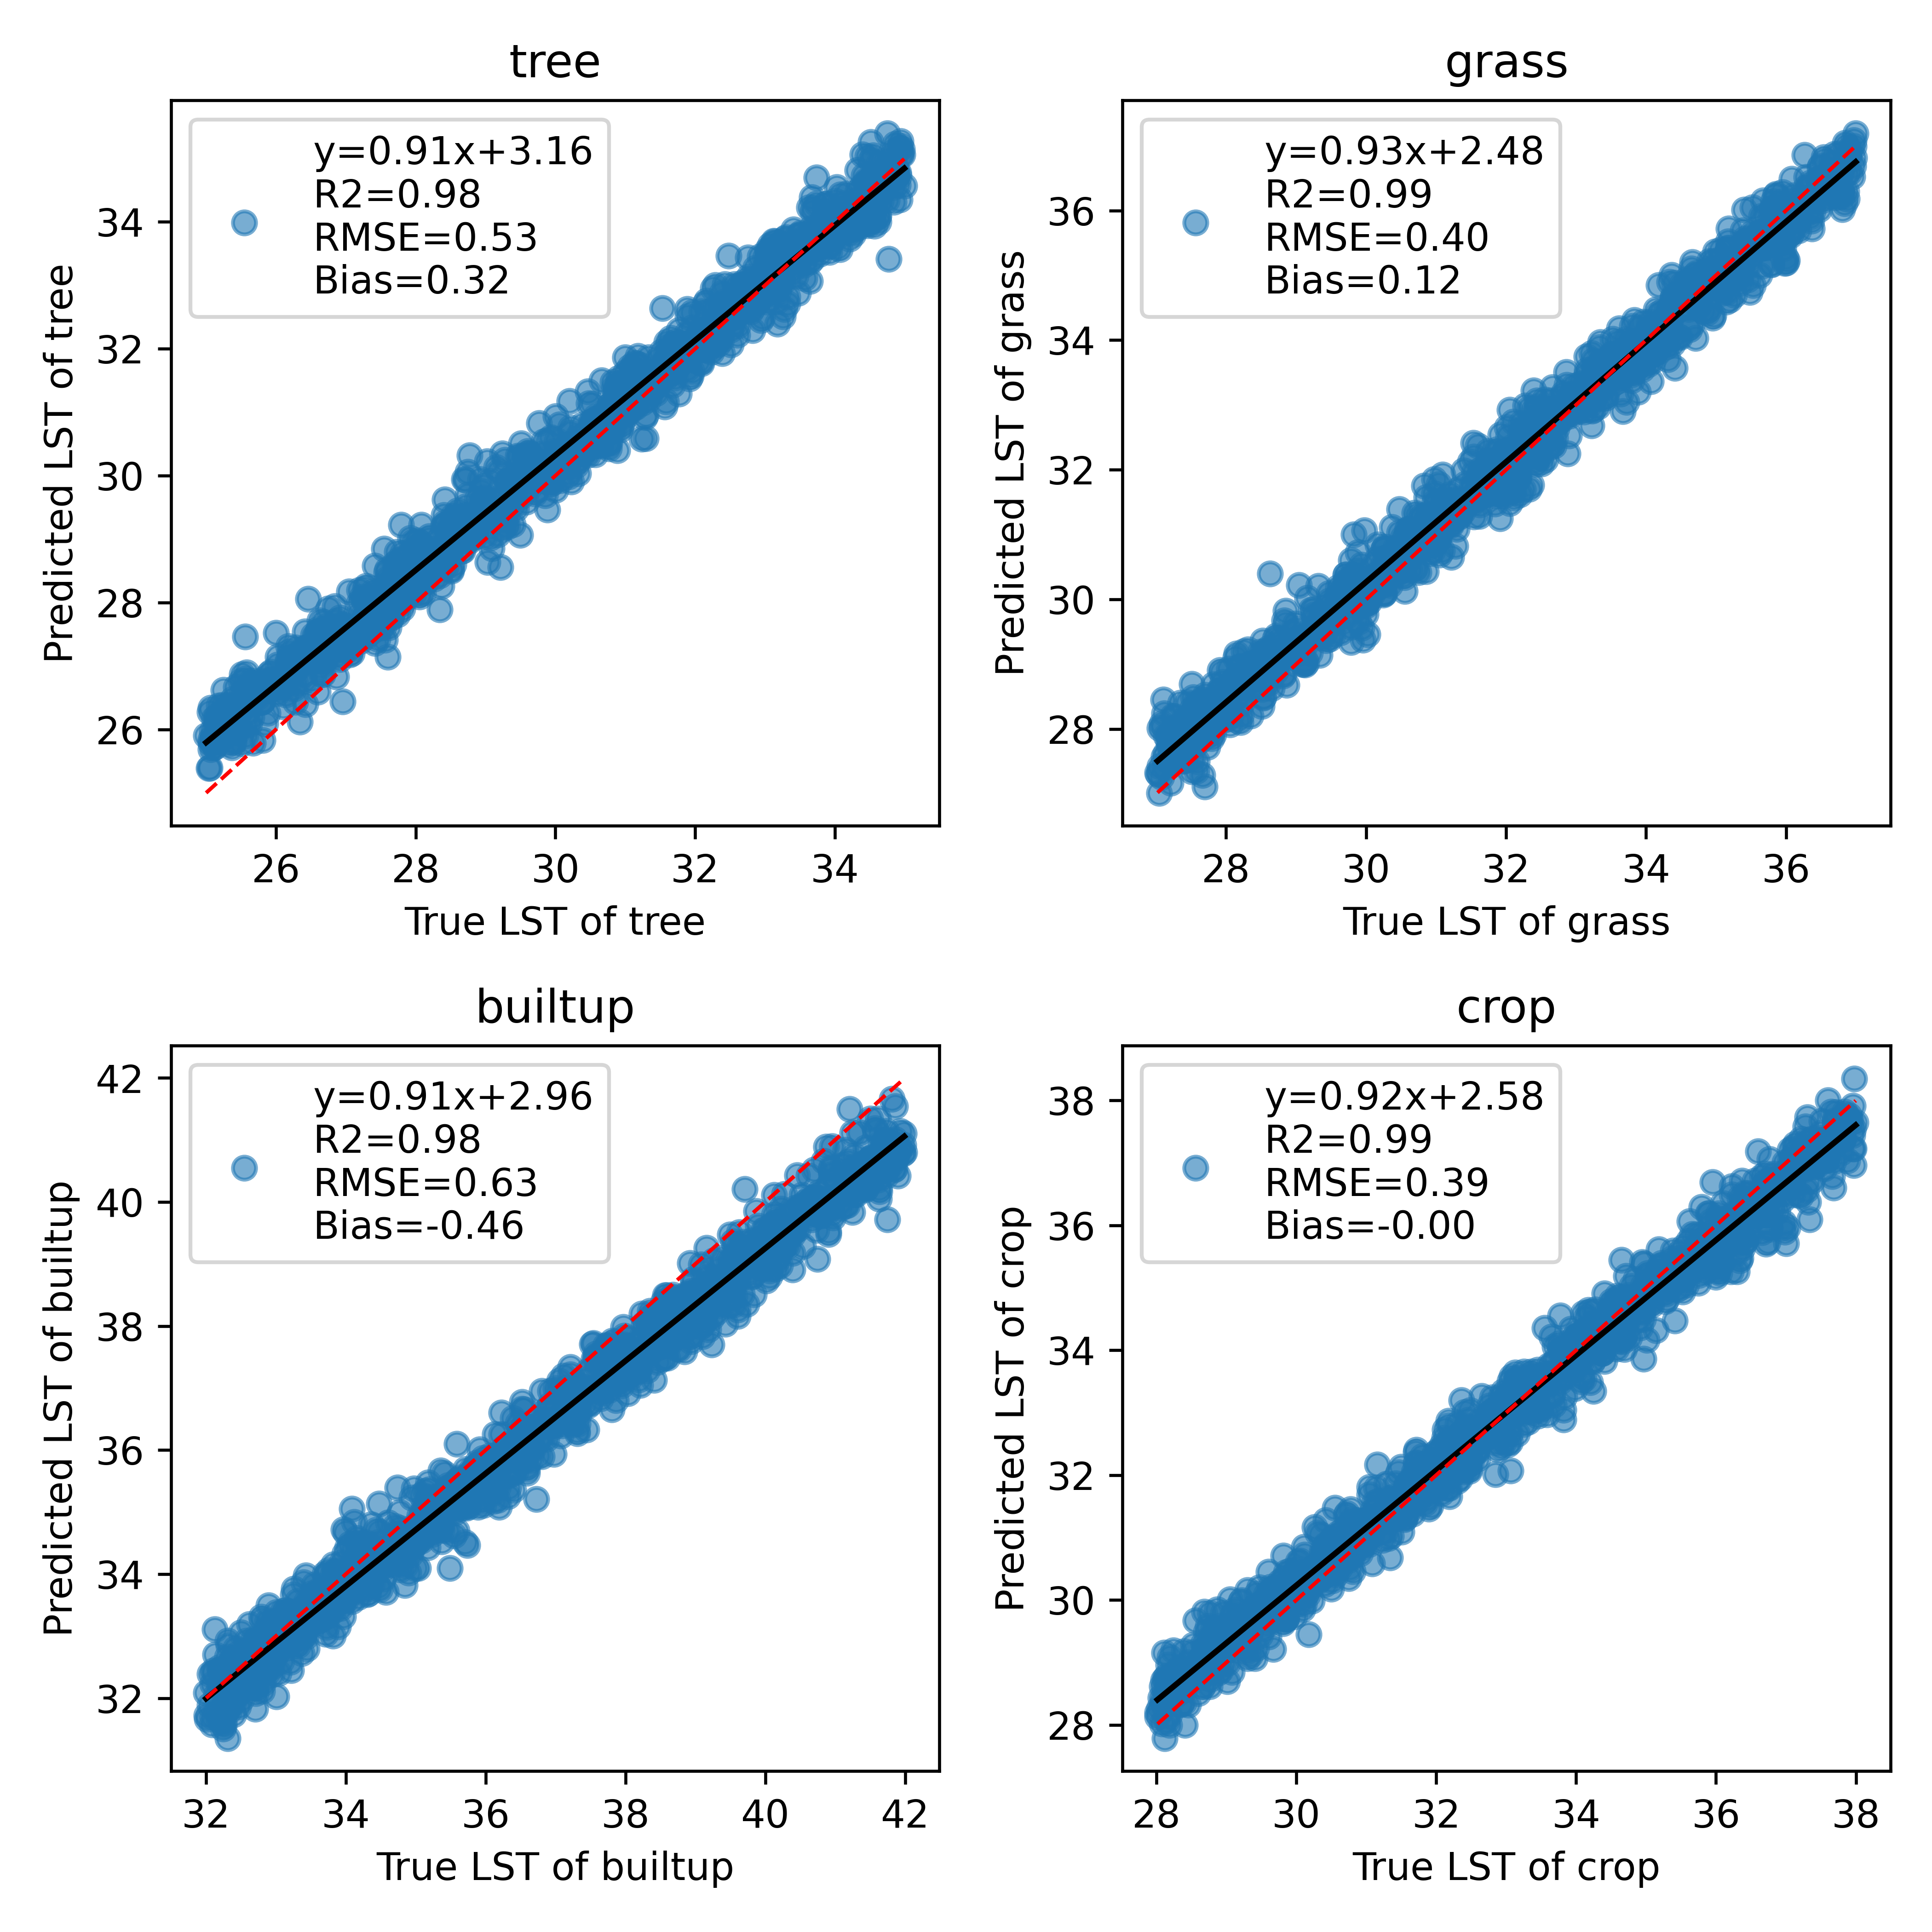 tree
y=0.91x+3.16
R2=0.98
RMSE=0.53
Bias=0.32
34
32
30
28
26
Predicted LST of tree
26 28 30 32 34
True LST of tree
grass
y=0.93x+2.48
R2=0.99
RMSE=0.40
Bias=0.12
36
34
32
30
28
Predicted LST of grass
28 30 32 34 36
True LST of grass
builtup
y=0.91x+2.96
R2=0.98
RMSE=0.63
Bias=-0.46
42
40
38
36
34
32
Predicted LST of builtup
32 34 36 38 40 42
True LST of builtup
crop
y=0.92x+2.58
R2=0.99
RMSE=0.39
Bias=-0.00
38
36
34
32
30
28
Predicted LST of crop
28 30 32 34 36 38
True LST of crop